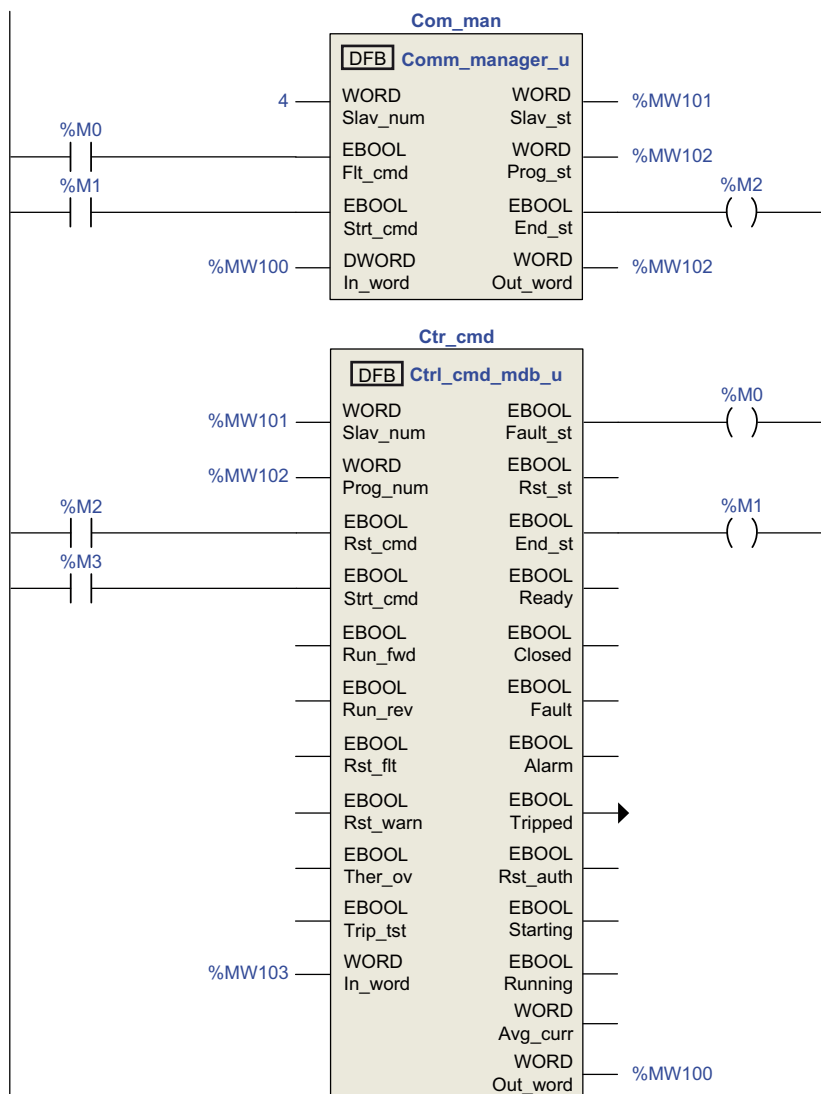 Com_man
DFB Comm_manager_u
4 WORD WORD %MW101
Slav_num Slav_st
%M0
EBOOL WORD %MW102
Flt_cmd Prog_st
%M1 %M2
EBOOL EBOOL
Strt_cmd End_st
%MW100 DWORD WORD %MW102
In_word Out_word
Ctr_cmd
DFB Ctrl_cmd_mdb_u
%M0
%MW101 WORD EBOOL
Slav_num Fault_st
%MW102 WORD EBOOL
Prog_num Rst_st
%M2 %M1
EBOOL EBOOL
Rst_cmd End_st
%M3
EBOOL EBOOL
Strt_cmd Ready
EBOOL EBOOL
Run_fwd Closed
EBOOL EBOOL
Run_rev Fault
EBOOL EBOOL
Rst_flt Alarm
EBOOL EBOOL
Rst_warn Tripped
EBOOL EBOOL
Ther_ov Rst_auth
EBOOL EBOOL
Trip_tst Starting
%MW103 WORD EBOOL
In_word Running
WORD
Avg_curr
WORD %MW100
Out_word